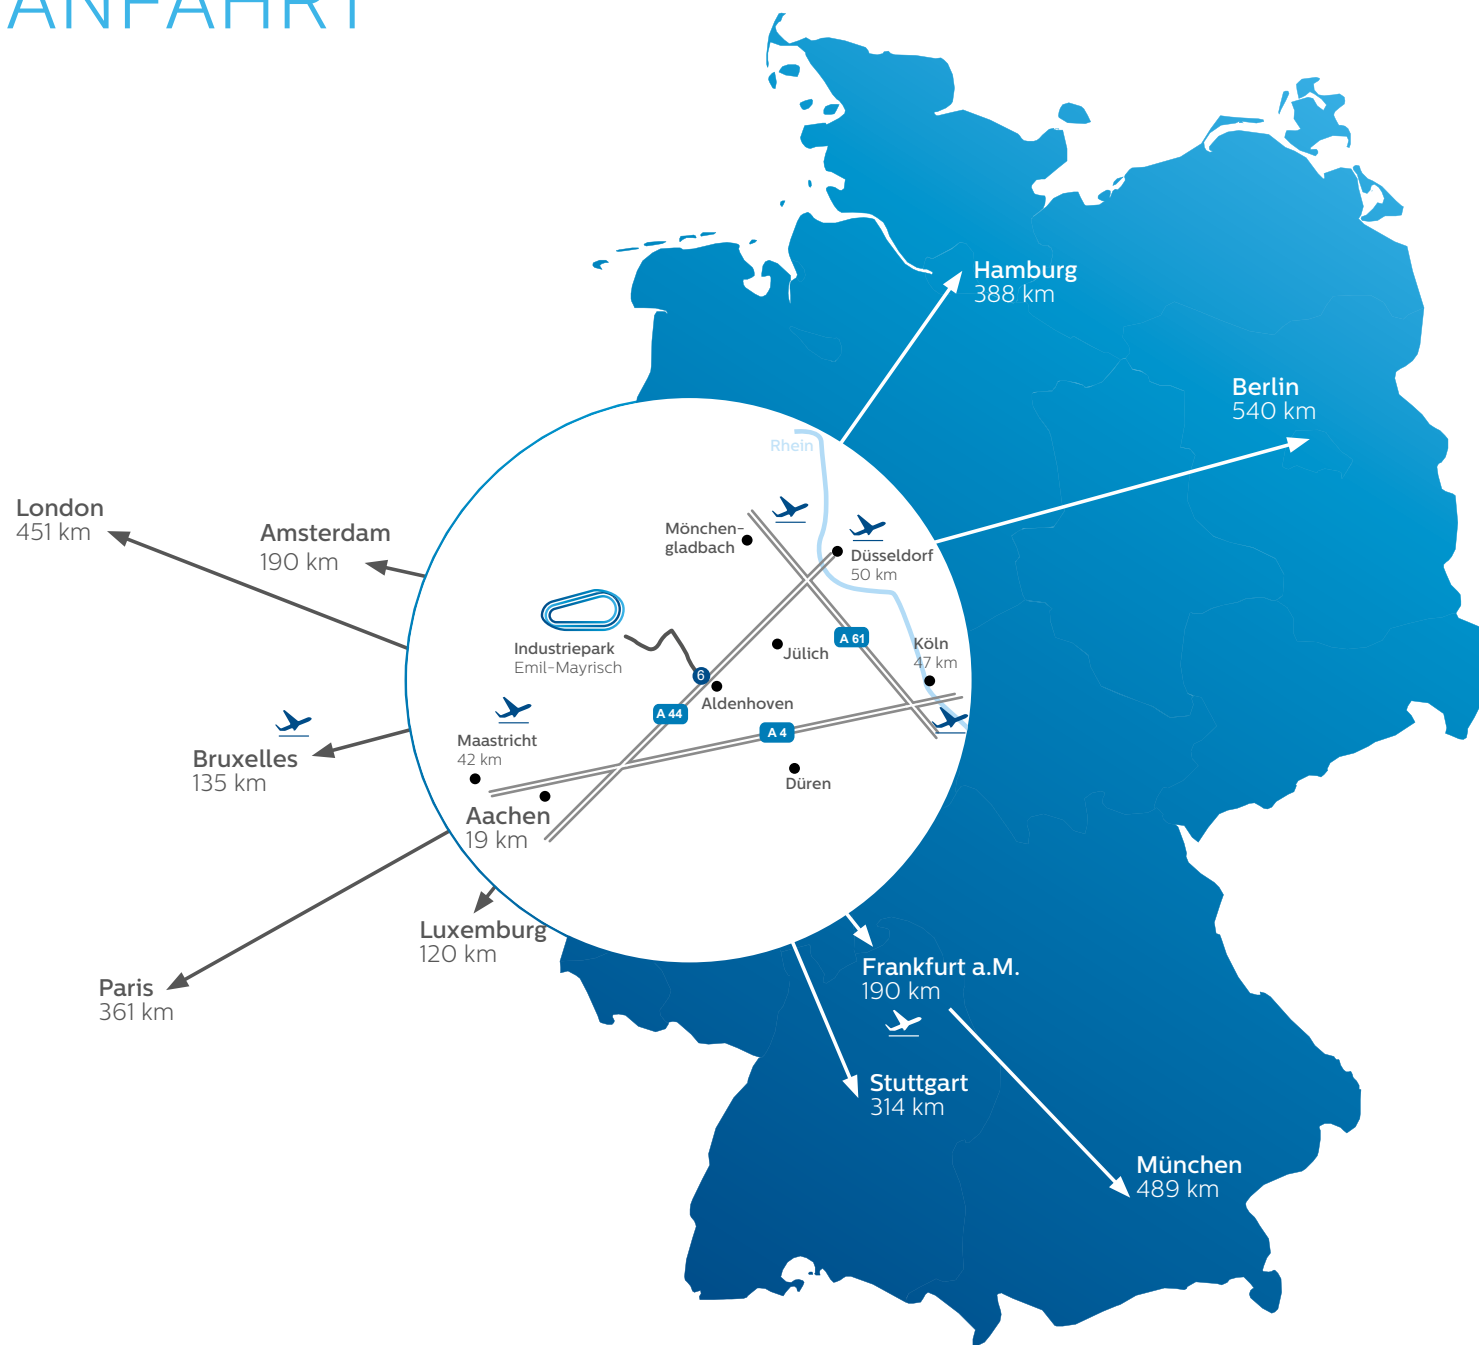 ANFAHRT
Hamburg
388 km
Berlin
540 km
London
451 km
Amsterdam
190 km
Rhein
Mönchen-
gladbach
Düsseldorf
50 km
Industriepark
Emil-Mayrisch
Jülich
A 61
Köln
47 km
6
Aldenhoven
A 44
A 4
Maastricht
42 km
Düren
Aachen
19 km
Bruxelles
135 km
Luxemburg
120 km
Paris
361 km
Frankfurt a.M.
190 km
Stuttgart
314 km
München
489 km